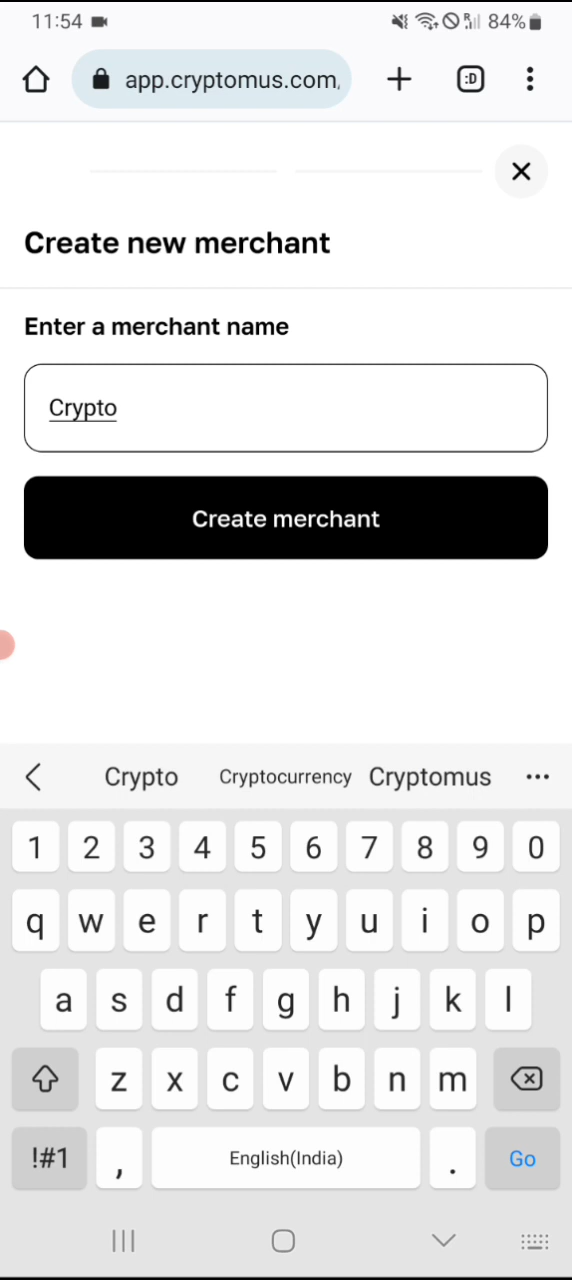 11:54 84%
app.cryptomus.com/ :D
Create new merchant
Enter a merchant name
Crypto
Create merchant
Crypto Cryptocurrency Cryptomus
1 2 3 4 5 6 7 8 9 0
q w e r t y u i o p
a s d f g h j k l
z x c v b n m
!#1 , English(India) . Go